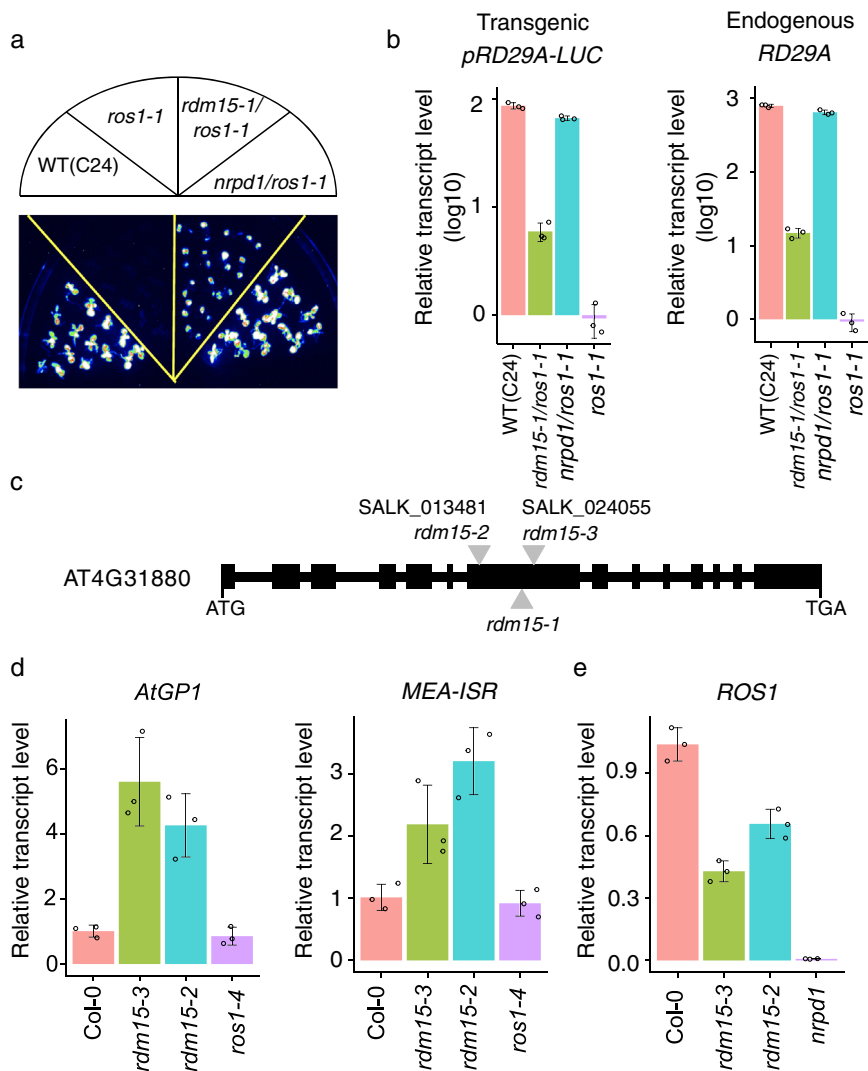 a
WT(C24)
ros1-1
rdm15-1/
ros1-1
nrpd1/ros1-1
b
Transgenic
pRD29A-LUC
Relative transcript level
(log10)
2
1
0
WT(C24)
rdm15-1/ros1-1
nrpd1/ros1-1
ros1-1
Endogenous
RD29A
Relative transcript level
(log10)
3
2
1
0
WT(C24)
rdm15-1/ros1-1
nrpd1/ros1-1
ros1-1
c
SALK_013481
rdm15-2
SALK_024055
rdm15-3
AT4G31880
ATG
TGA
rdm15-1
d
AtGP1
Relative transcript level
6
4
2
0
Col-0
rdm15-3
rdm15-2
ros1-4
MEA-ISR
Relative transcript level
3
2
1
0
Col-0
rdm15-3
rdm15-2
ros1-4
e
ROS1
Relative transcript level
0.9
0.6
0.3
0.0
Col-0
rdm15-3
rdm15-2
nrpd1